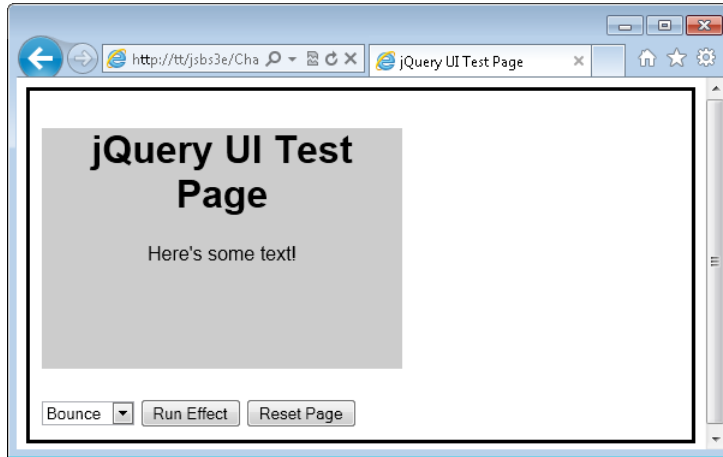 http://tt/jsbs3e/Cha
jQuery UI Test Page
jQuery UI Test
Page
Here's some text!
Bounce
Run Effect
Reset Page